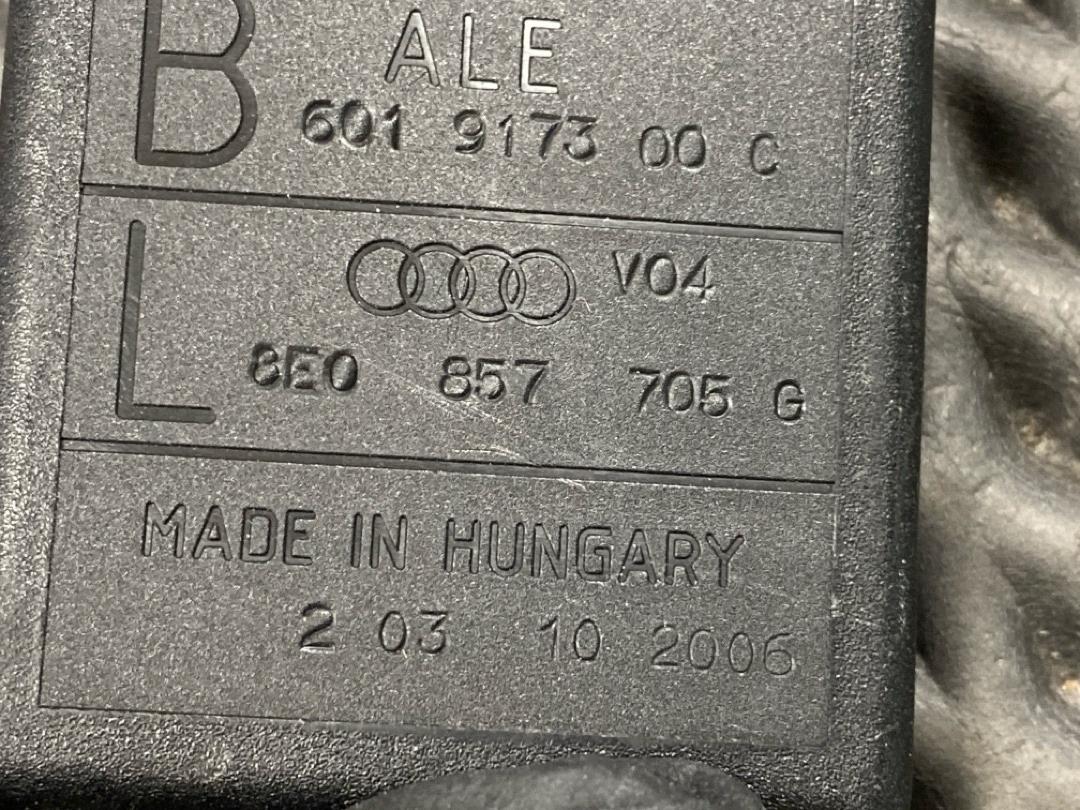 B ALE
601 9173 00 C
L V04
8E0 857 705 G
MADE IN HUNGARY
2 03 10 2006